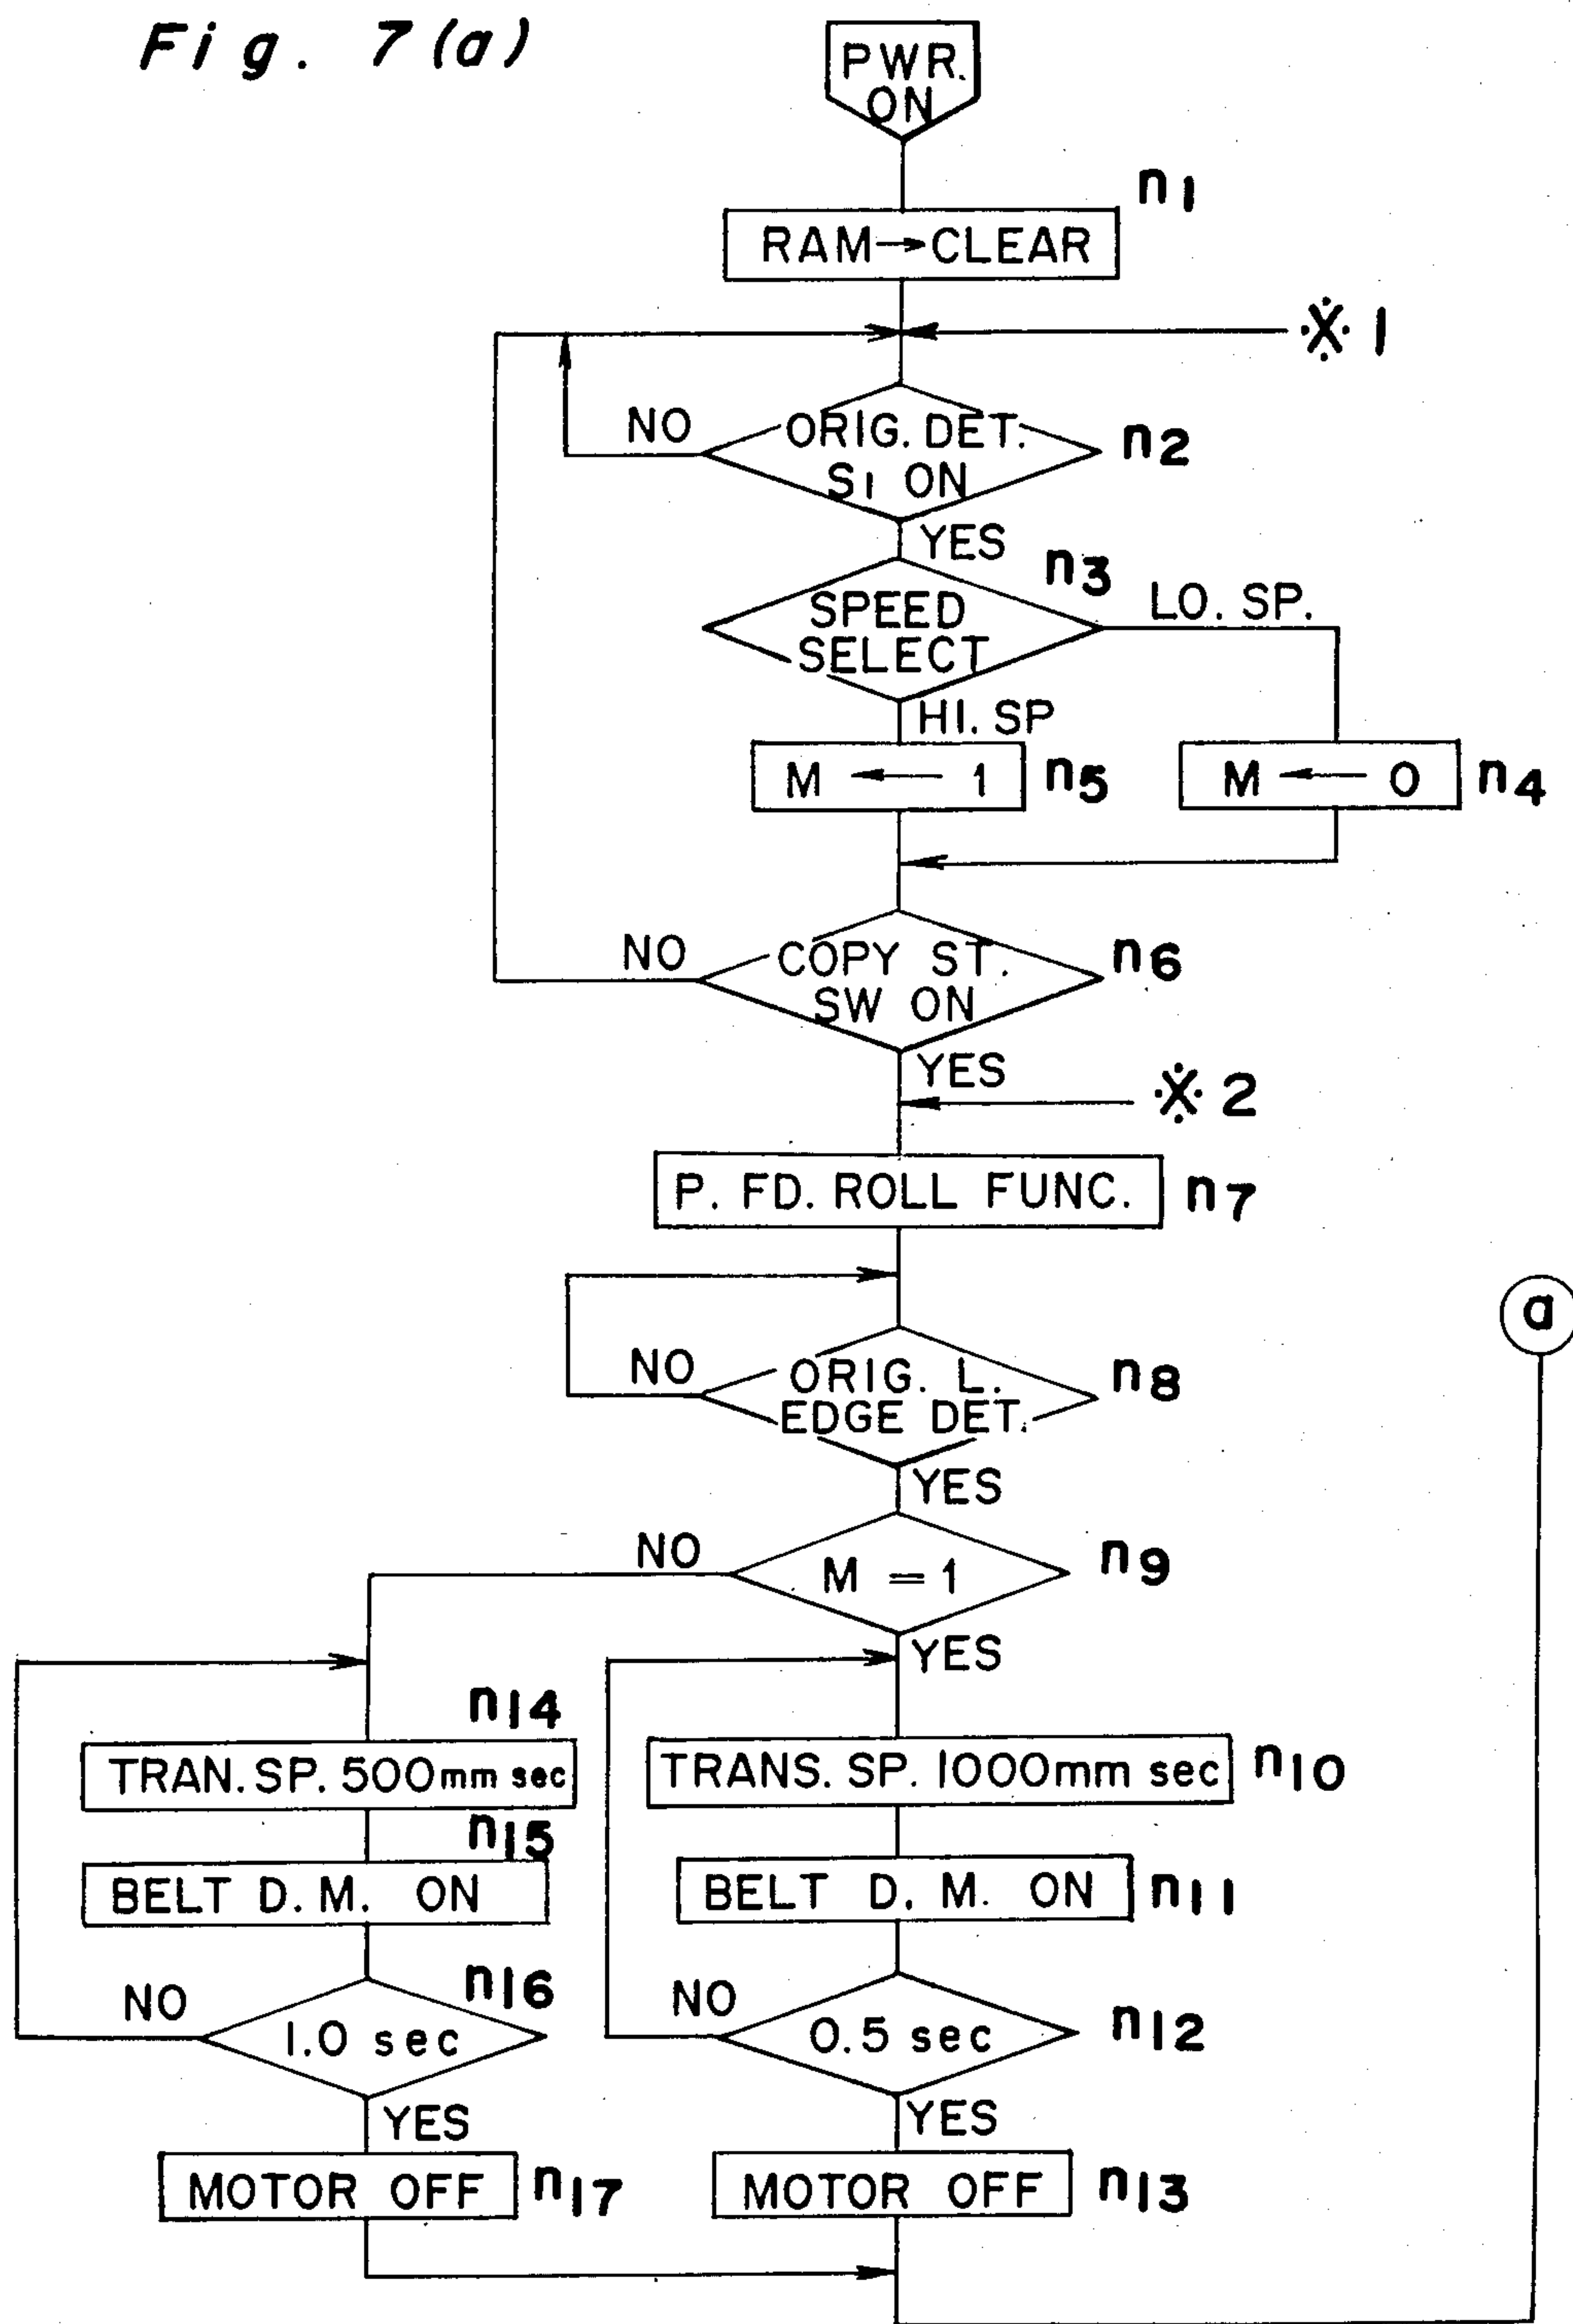 Fig. 7(a)
PWR.
ON
n1
RAM→CLEAR
※1
NO
ORIG. DET.
S1 ON
n2
YES
n3
SPEED
SELECT
LO. SP.
HI. SP
M ← 1
n5
M ← 0
n4
NO
COPY ST.
SW ON
n6
YES
※2
P. FD. ROLL FUNC.
n7
a
NO
ORIG. L.
EDGE DET.
n8
YES
NO
M = 1
n9
YES
n14
TRAN. SP. 500mm sec
TRANS. SP. 1000mm sec
n10
n15
BELT D. M. ON
BELT D. M. ON
n11
NO
n16
1.0 sec
NO
0.5 sec
n12
YES
YES
MOTOR OFF
n17
MOTOR OFF
n13